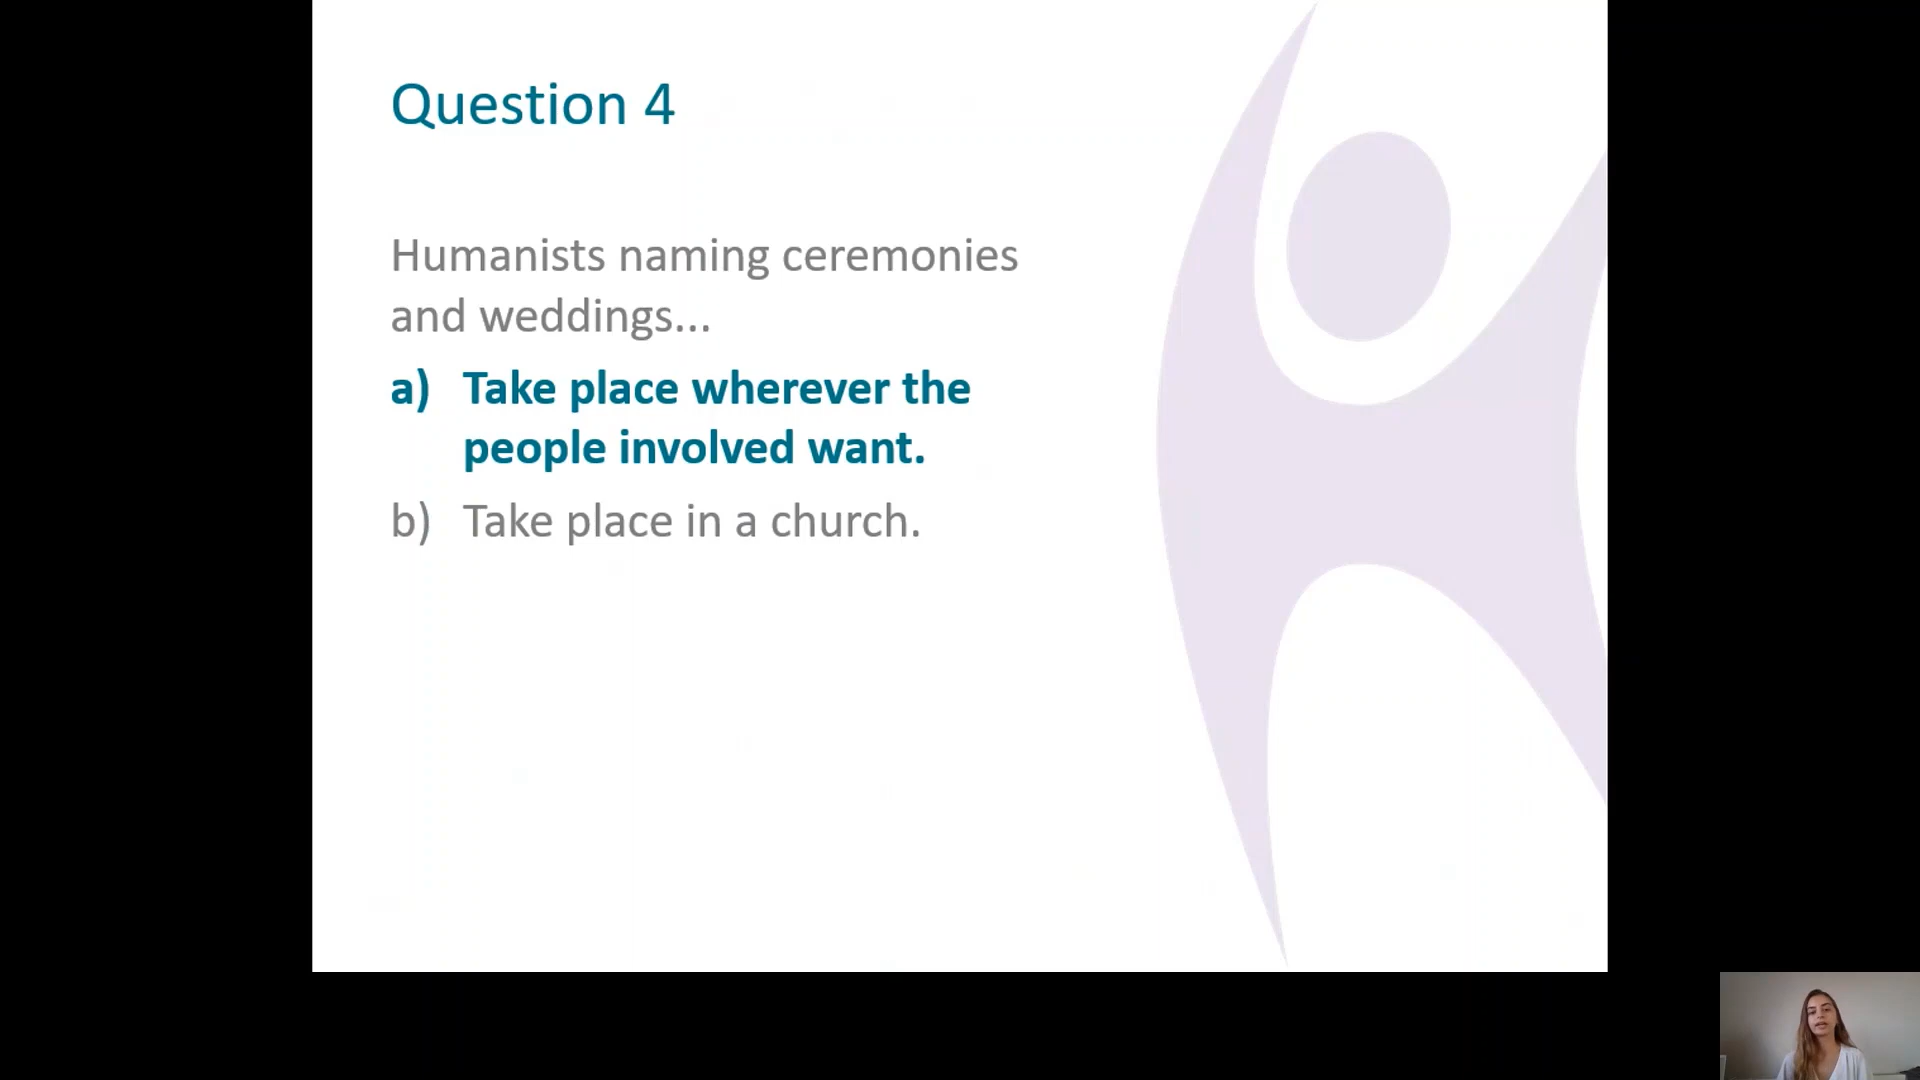 Question 4
Humanists naming ceremonies
and weddings...
a) Take place wherever the
people involved want.
b) Take place in a church.